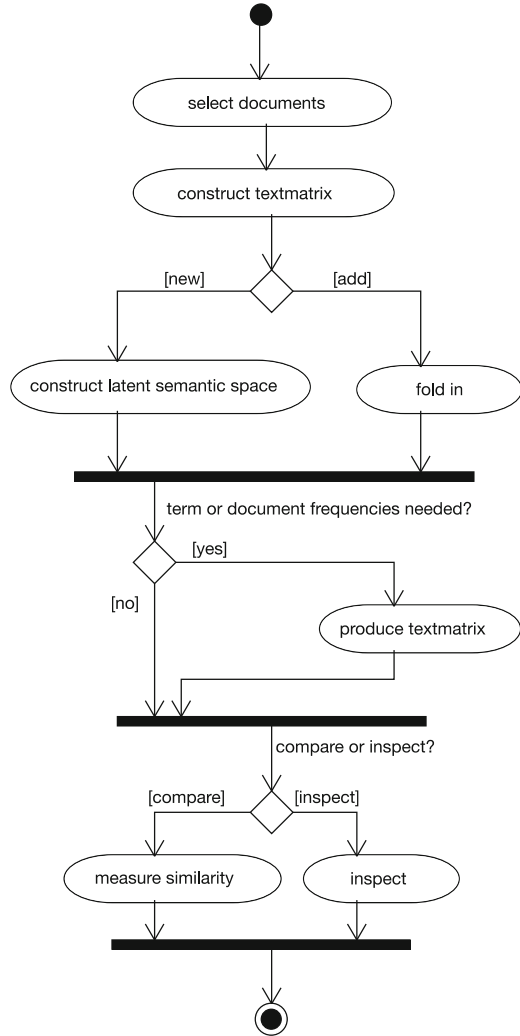 select documents
construct textmatrix
[new]
[add]
construct latent semantic space
fold in
term or document frequencies needed?
[yes]
[no]
produce textmatrix
compare or inspect?
[compare]
[inspect]
measure similarity
inspect